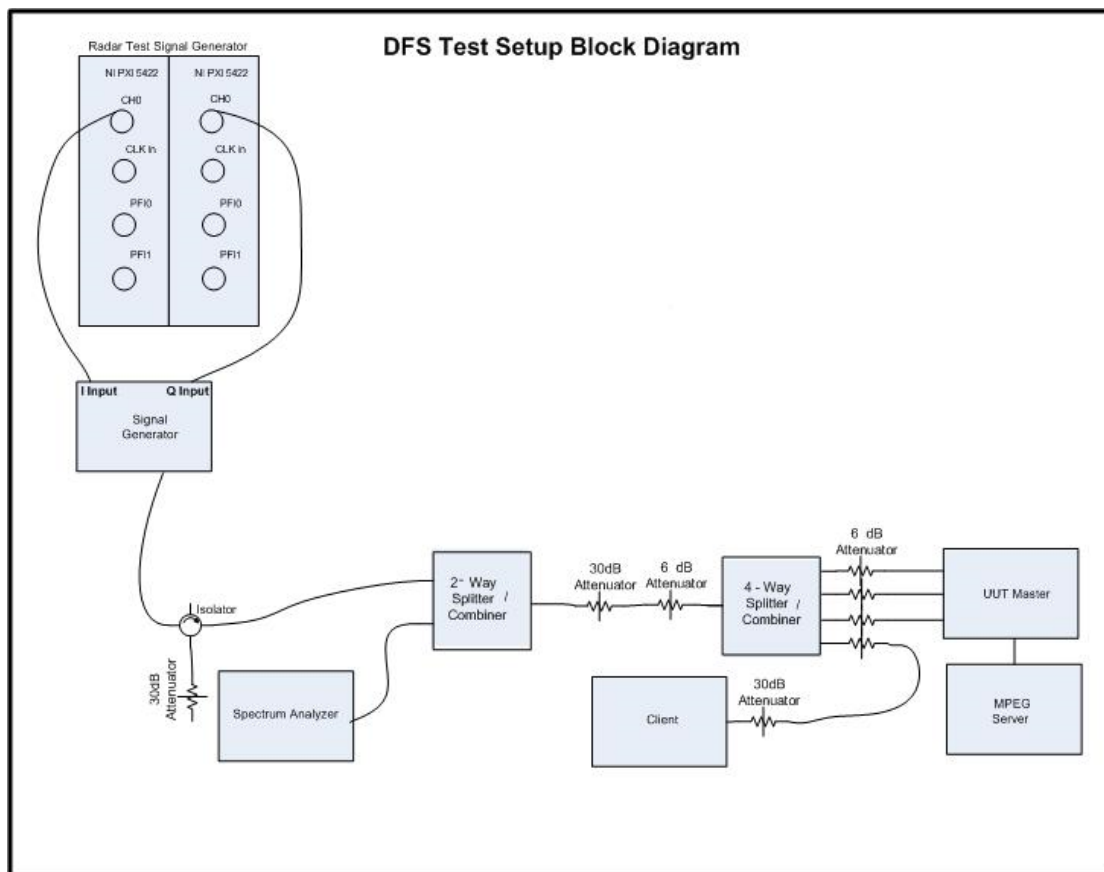 DFS Test Setup Block Diagram
Radar Test Signal Generator
NI PXI 5422
NI PXI 5422
CH0
CH0
CLK in
CLK in
PFI0
PFI0
PFI1
PFI1
I Input
Q Input
Signal
Generator
Isolator
30dB
Attenuator
Spectrum Analyzer
2- Way
Splitter /
Combiner
30dB
Attenuator
6 dB
Attenuator
4 - Way
Splitter /
Combiner
6 dB
Attenuator
UUT Master
MPEG
Server
30dB
Attenuator
Client